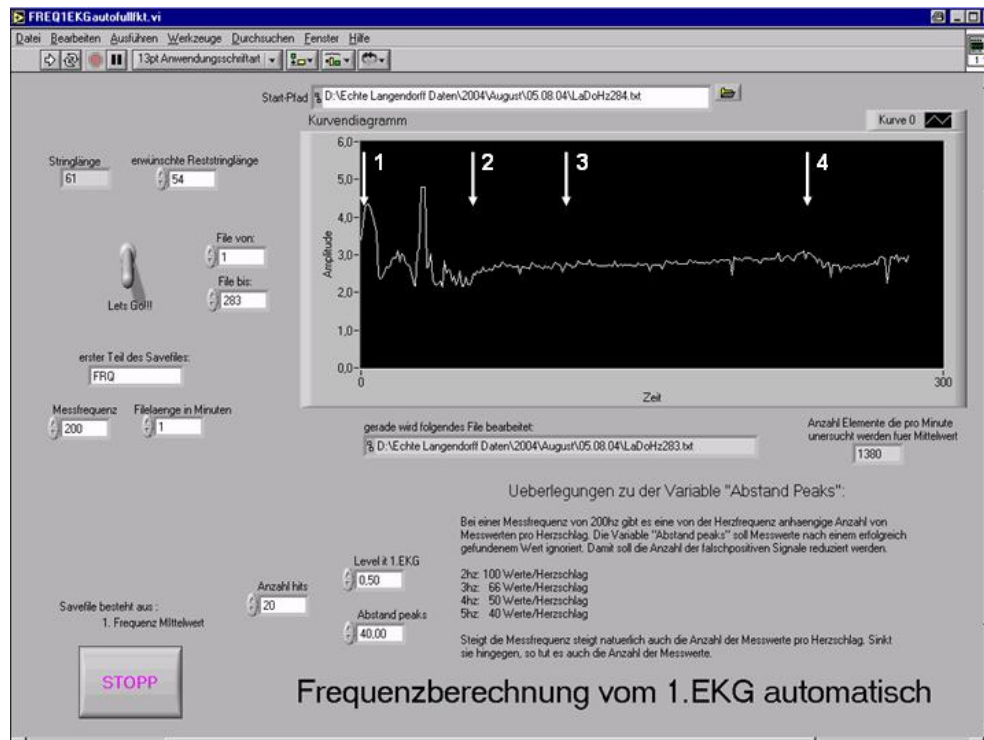 FREQ1EKGautofullfkt.vi
Datei Bearbeiten Ausführen Werkzeuge Durchsuchen Fenster Hilfe
13pt Anwendungsschriftart
Start-Pfad D:\Echte Langendorff Daten\2004\August\05.08.04\LaDoHz284.txt
Kurvendiagramm
Kurve 0
Stringlänge
61
erwünschte Reststringlänge
54
File von:
1
File bis:
283
Lets Go!!!
erster Teil des Savefiles:
FRQ
Messfrequenz
200
Filelaenge in Minuten
1
6,0
5,0
4,0
3,0
2,0
1,0
0,0
Amplitude
1 2 3 4
0 300
Zeit
gerade wird folgendes File bearbeitet:
D:\Echte Langendorff Daten\2004\August\05.08.04\LaDoHz283.txt
Anzahl Elemente die pro Minute
unersucht werden fuer Mittelwert
1380
Ueberlegungen zu der Variable "Abstand Peaks":
Bei einer Messfrequenz von 200hz gibt es eine von der Herzfrequenz anhaengige Anzahl von
Messwerten pro Herzschlag. Die Variable "Abstand peaks" soll Messwerte nach einem erfolgreich
gefundenem Wert ignoriert. Damit soll die Anzahl der falschpositiven Signale reduziert werden.
2hz: 100 Werte/Herzschlag
3hz: 66 Werte/Herzschlag
4hz: 50 Werte/Herzschlag
5hz: 40 Werte/Herzschlag
Steigt die Messfrequenz steigt natuerlich auch die Anzahl der Messwerte pro Herzschlag. Sinkt
sie hingegen, so tut es auch die Anzahl der Messwerte.
Level it 1.EKG
0,50
Anzahl hits
20
Abstand peaks
40,00
Savefile besteht aus :
1. Frequenz MIttelwert
STOPP
Frequenzberechnung vom 1.EKG automatisch